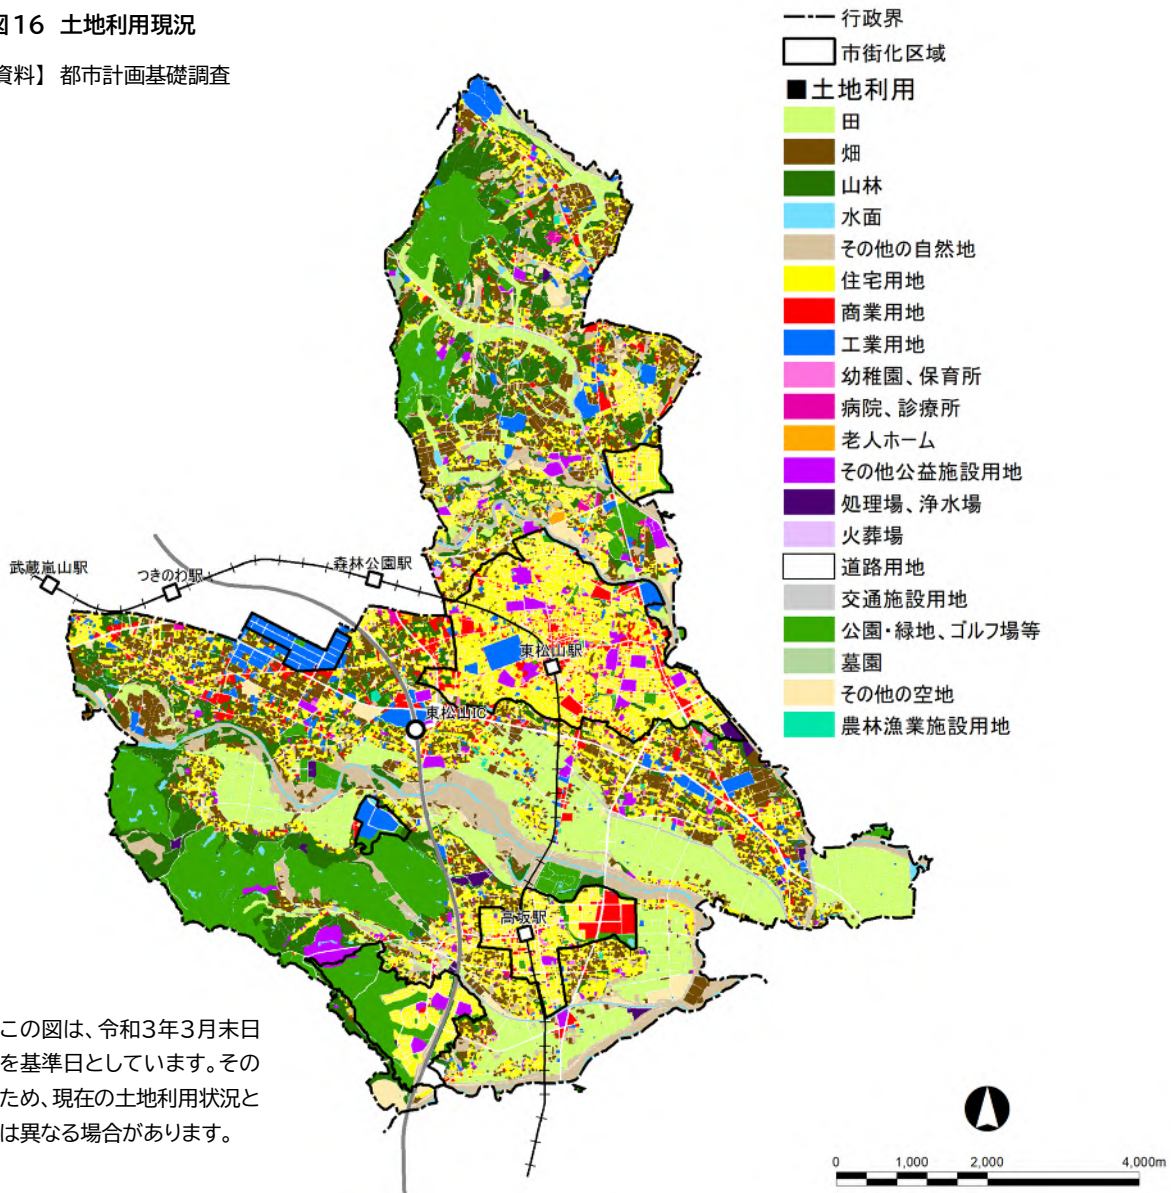 図16 土地利用現況
資料】 都市計画基礎調査
行政界
市街化区域
■土地利用
田
畑
山林
水面
その他の自然地
住宅用地
商業用地
工業用地
幼稚園、保育所
病院、診療所
老人ホーム
その他公益施設用地
処理場、浄水場
火葬場
道路用地
交通施設用地
公園・緑地、ゴルフ場等
墓園
その他の空地
農林漁業施設用地
武蔵嵐山駅
つきのわ駅
森林公園駅
東松山駅
東松山IC
高坂駅
この図は、令和3年3月末日
を基準日としています。その
ため、現在の土地利用状況と
は異なる場合があります。
0 1,000 2,000 4,000m